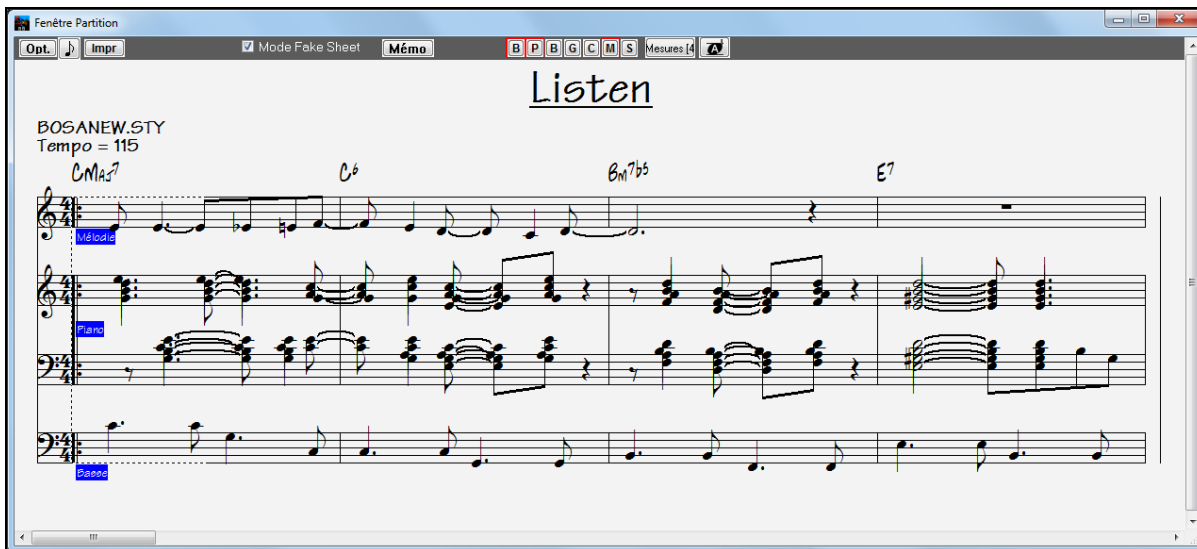 Fenêtre Partition
Opt. Impr Mode Fake Sheet Mémo B P B G C M S Mesures [4 A
Listen
BOSANEW.STY
Tempo = 115
CMAJ7 C6 Bm7b5 E7
Mélodie
Piano
Basse